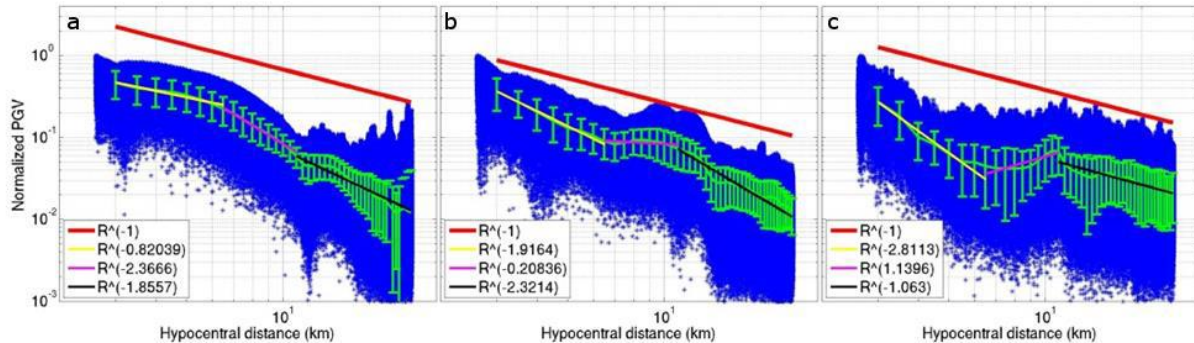 a
b
c
Normalized PGV
10^0
10^-1
10^-2
10^-3
R^(-1)
R^(-0.82039)
R^(-2.3666)
R^(-1.8557)
R^(-1)
R^(-1.9164)
R^(-0.20836)
R^(-2.3214)
R^(-1)
R^(-2.8113)
R^(1.1396)
R^(-1.063)
10^1
10^1
10^1
Hypocentral distance (km)
Hypocentral distance (km)
Hypocentral distance (km)